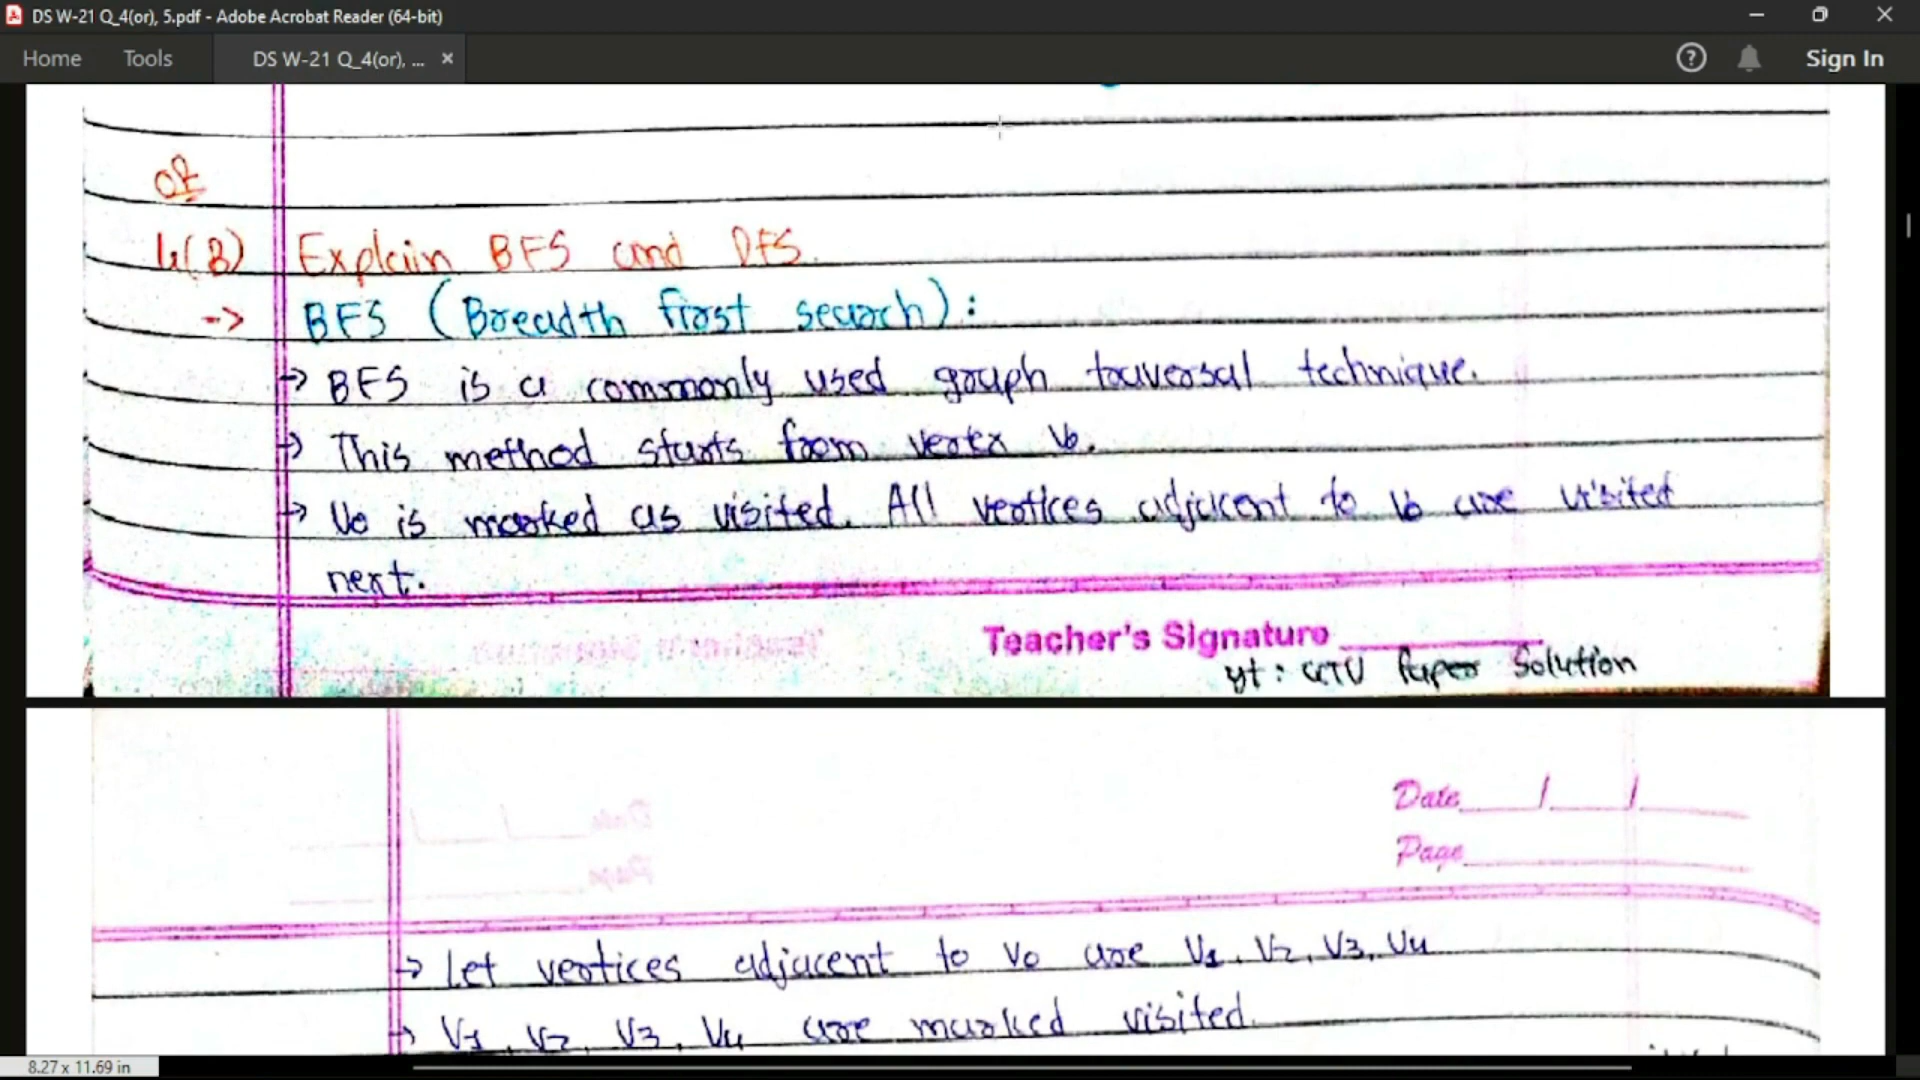 DS W-21 Q_4(or), 5.pdf - Adobe Acrobat Reader (64-bit)
Home Tools DS W-21 Q_4(or), ... × Sign In
OR
4(B) Explain BFS and DFS.
-> BFS (Breadth first search):
→ BFS is a commonly used graph traversal technique.
→ This method starts from vertex V0.
→ V0 is marked as visited. All vertices adjacent to V0 are visited
next.
Teacher's Signature
yt: GTU Paper Solution
Date / /
Page
→ Let vertices adjacent to V0 are V1, V2, V3, V4
→ V1, V2, V3, V4 are marked visited.
8.27 x 11.69 in